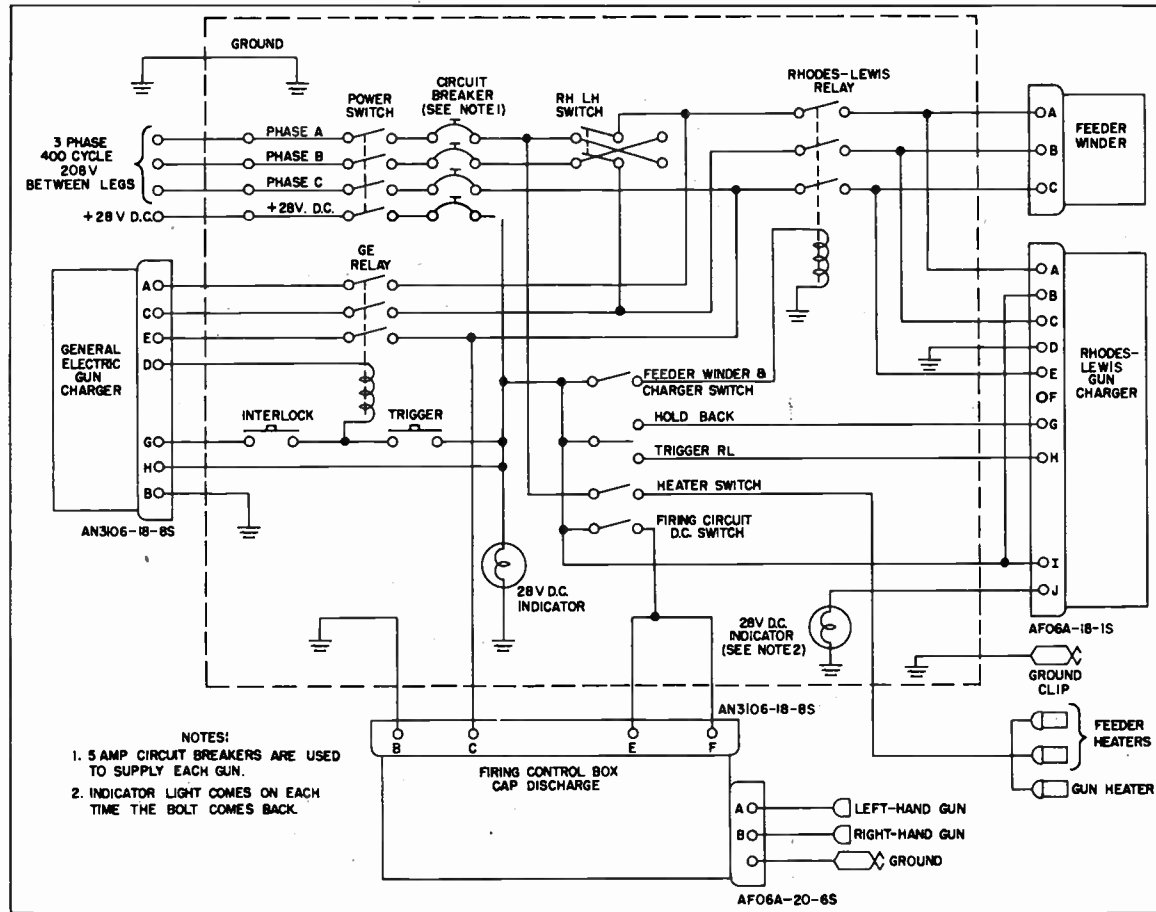 GROUND
POWER
SWITCH
CIRCUIT
BREAKER
(SEE NOTE 1)
RH LH
SWITCH
RHODES-LEWIS
RELAY
3 PHASE
400 CYCLE
208V
BETWEEN LEGS
PHASE A
PHASE B
PHASE C
+28V D.C.
+28V. D.C.
A
B
C
FEEDER
WINDER
GE
RELAY
GENERAL
ELECTRIC
GUN
CHARGER
A
C
E
D
G
H
B
AN3106-18-8S
INTERLOCK
TRIGGER
FEEDER WINDER &
CHARGER SWITCH
HOLD BACK
TRIGGER RL
HEATER SWITCH
FIRING CIRCUIT
D.C. SWITCH
28V D.C.
INDICATOR
28V D.C.
INDICATOR
(SEE NOTE 2)
A
B
C
D
E
F
G
H
I
J
RHODES-
LEWIS
GUN
CHARGER
AF06A-18-1S
GROUND
CLIP
FEEDER
HEATERS
GUN HEATER
AN3106-18-8S
B
C
E
F
FIRING CONTROL BOX
CAP DISCHARGE
A
B
LEFT-HAND GUN
RIGHT-HAND GUN
GROUND
AF06A-20-6S
NOTES:
1. 5 AMP CIRCUIT BREAKERS ARE USED
TO SUPPLY EACH GUN.
2. INDICATOR LIGHT COMES ON EACH
TIME THE BOLT COMES BACK.